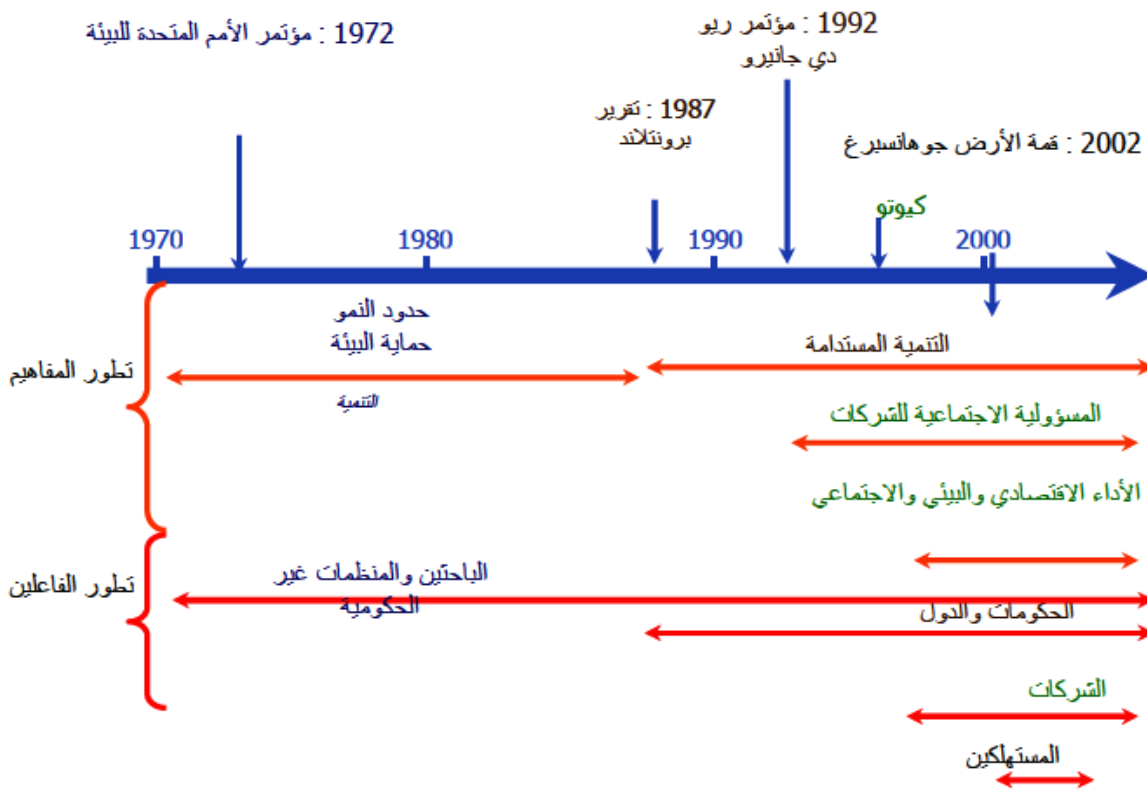 1972 : مؤتمر الأمم المتحدة للبيئة
1992 : مؤتمر ريو
دي جانيرو
1987 : تقرير
برونتلاند
2002 : قمة الأرض جوهانسبرغ
كيوتو
1970
1980
1990
2000
حدود النمو
حماية البيئة
التنمية
التنمية المستدامة
تطور المفاهيم
المسؤولية الاجتماعية للشركات
الأداء الاقتصادي والبيئي والاجتماعي
تطور الفاعلين
الباحثين والمنظمات غير
الحكومية
الحكومات والدول
الشركات
المستهلكين